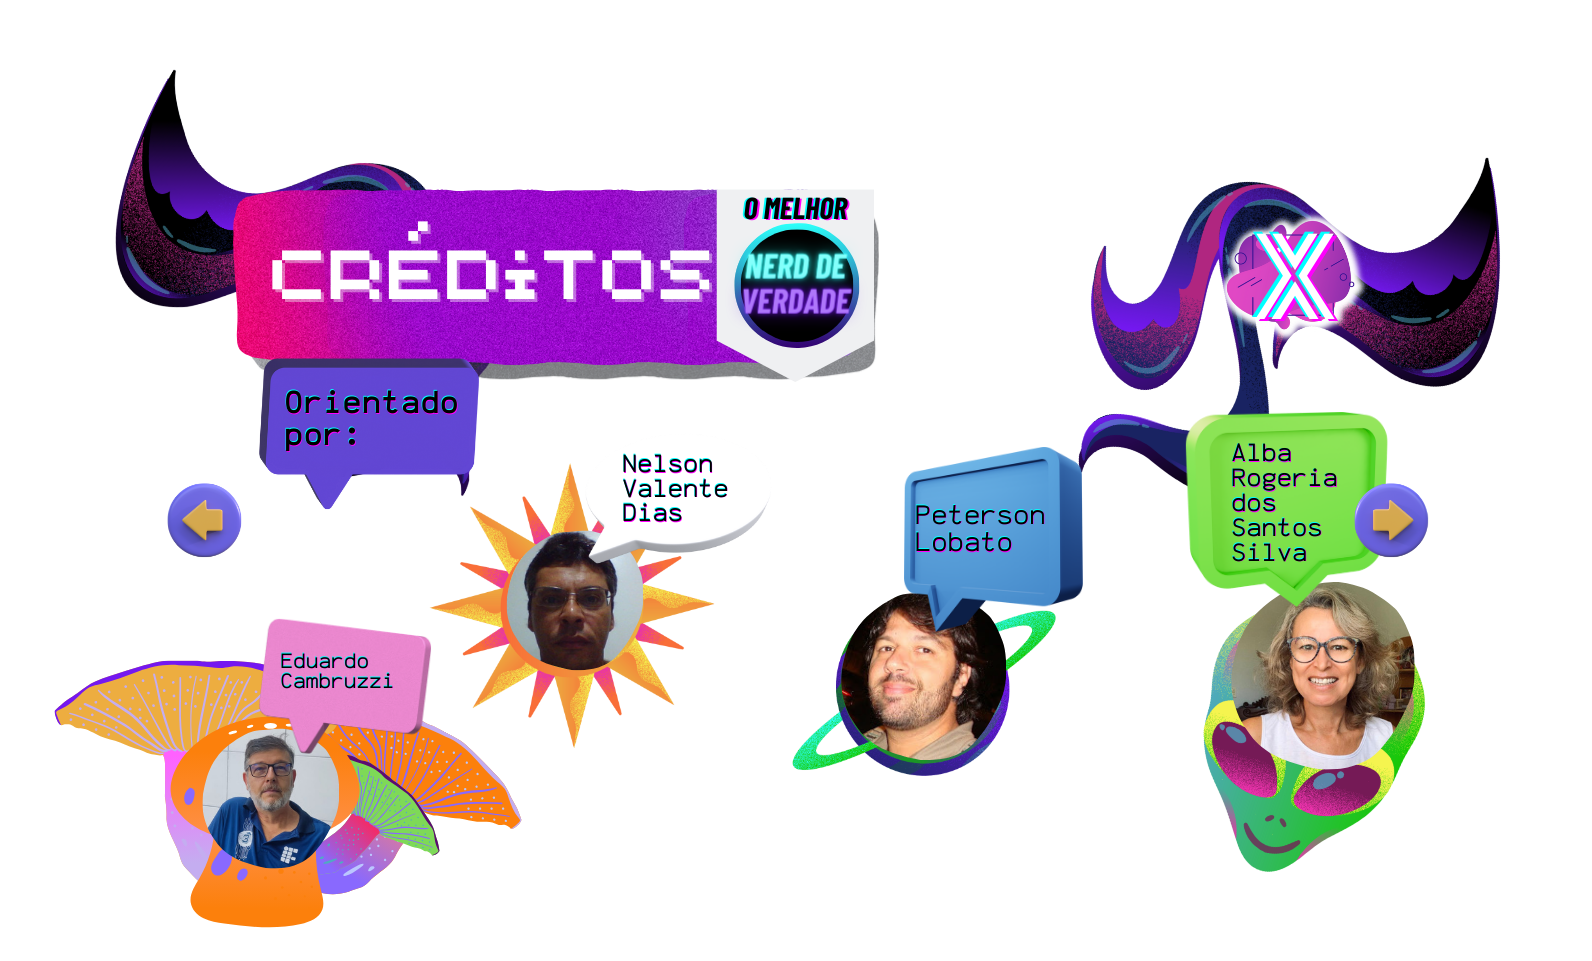 CRÉDiTOS
O MELHOR
NERD DE
VERDADE
X
Orientado
por:
Nelson
Valente
Dias
Peterson
Lobato
Alba
Rogeria
dos
Santos
Silva
Eduardo
Cambruzzi